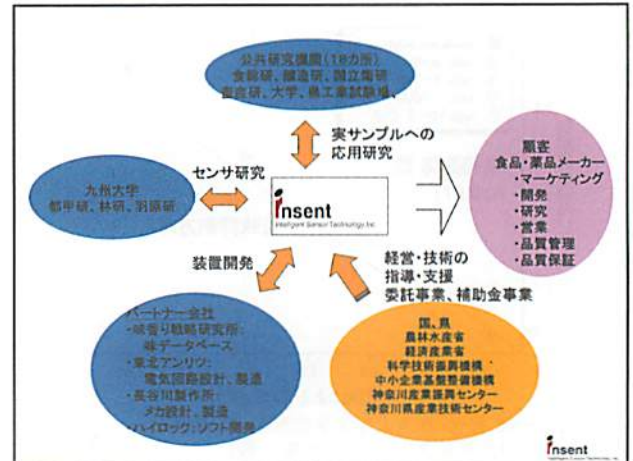 公共研究機関(18カ所)
食総研、醸造研、国立衛研
畜産研、大学、県工業試験場、
実サンプルへの
応用研究
センサ研究
九州大学
都甲研、林研、羽原研
insent
Intelligent Sensor Technology, Inc.
顧客
食品・薬品メーカー
・マーケティング
・開発
・研究
・営業
・品質管理
・品質保証
装置開発
経営・技術の
指導・支援
委託事業、補助金事業
パートナー会社
・味香り戦略研究所:
味データベース
・東北アンリツ:
電気回路設計、製造
・長谷川製作所:
メカ設計、製造
・ハイロック:ソフト開発
国、県
農林水産省
経済産業省
科学技術振興機構
中小企業基盤整備機構
神奈川産業振興センター
神奈川県産業技術センター
insent
Intelligent Sensor Technology, Inc.